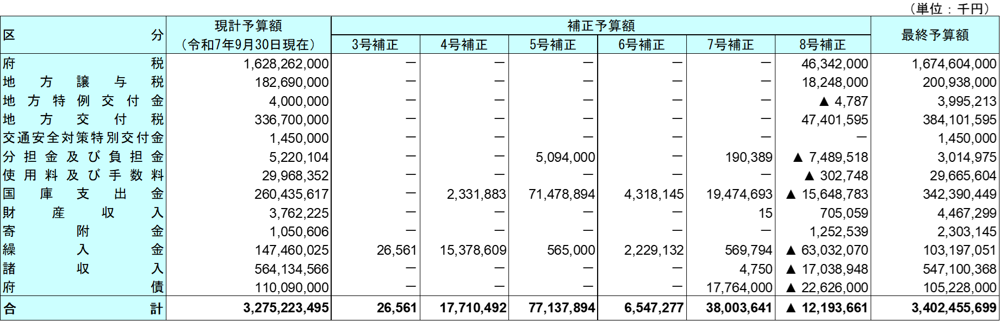 （単位：千円）
区分 現計予算額 補正予算額 最終予算額
（令和7年9月30日現在） 3号補正 4号補正 5号補正 6号補正 7号補正 8号補正
府税 1,628,262,000 － － － － － 46,342,000 1,674,604,000
地方譲与税 182,690,000 － － － － － 18,248,000 200,938,000
地方特例交付金 4,000,000 － － － － － ▲ 4,787 3,995,213
地方交付税 336,700,000 － － － － － 47,401,595 384,101,595
交通安全対策特別交付金 1,450,000 － － － － － － 1,450,000
分担金及び負担金 5,220,104 － － 5,094,000 － 190,389 ▲ 7,489,518 3,014,975
使用料及び手数料 29,968,352 － － － － － ▲ 302,748 29,665,604
国庫支出金 260,435,617 － 2,331,883 71,478,894 4,318,145 19,474,693 ▲ 15,648,783 342,390,449
財産収入 3,762,225 － － － － 15 705,059 4,467,299
寄附金 1,050,606 － － － － － 1,252,539 2,303,145
繰入金 147,460,025 26,561 15,378,609 565,000 2,229,132 569,794 ▲ 63,032,070 103,197,051
諸収入 564,134,566 － － － － 4,750 ▲ 17,038,948 547,100,368
府債 110,090,000 － － － － 17,764,000 ▲ 22,626,000 105,228,000
合計 3,275,223,495 26,561 17,710,492 77,137,894 6,547,277 38,003,641 ▲ 12,193,661 3,402,455,699